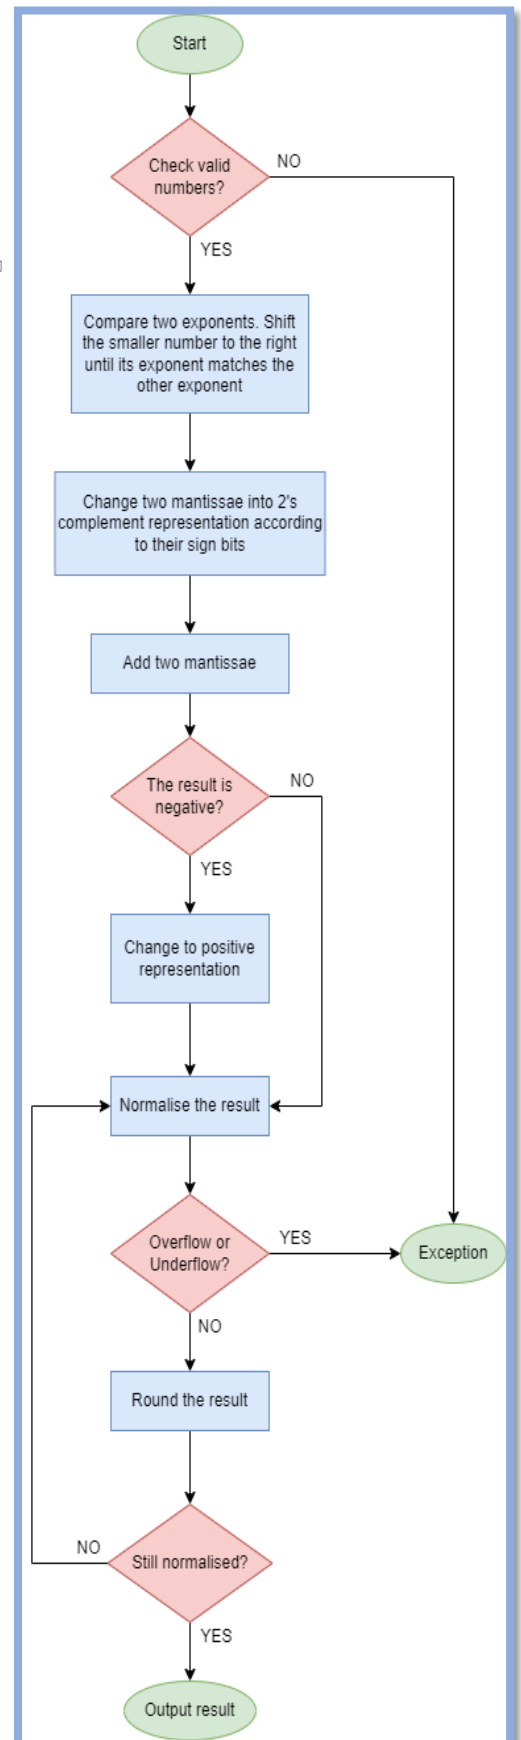 Start
Check valid
numbers?
NO
YES
Compare two exponents. Shift
the smaller number to the right
until its exponent matches the
other exponent
Change two mantissae into 2's
complement representation according
to their sign bits
Add two mantissae
The result is
negative?
NO
YES
Change to positive
representation
Normalise the result
Overflow or
Underflow?
YES
Exception
NO
Round the result
Still normalised?
NO
YES
Output result